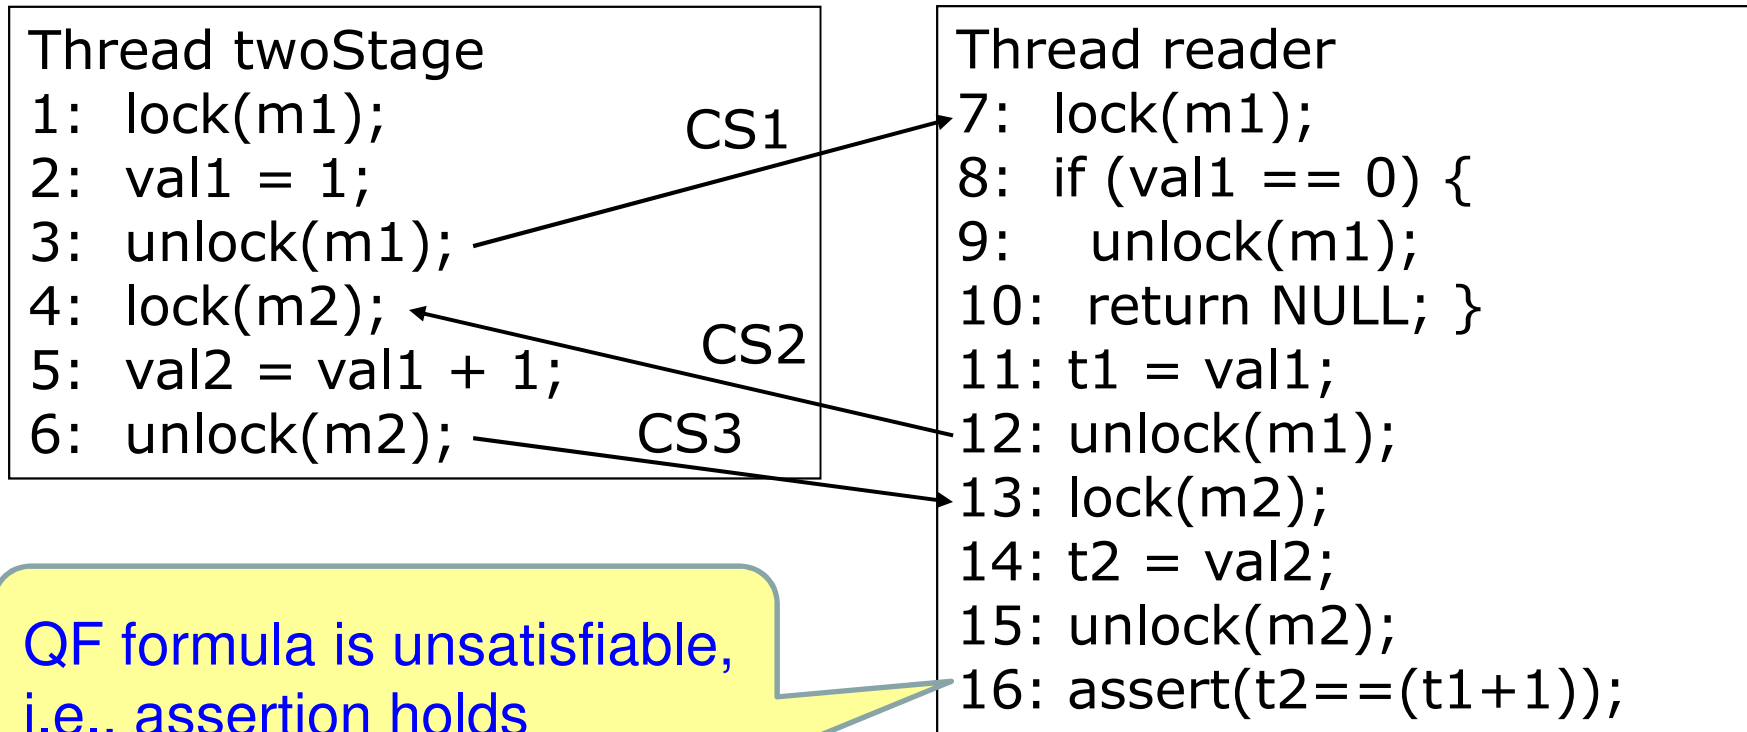 Thread twoStage
1: lock(m1);
2: val1 = 1;
3: unlock(m1);
4: lock(m2);
5: val2 = val1 + 1;
6: unlock(m2);
CS1
CS2
CS3
Thread reader
7: lock(m1);
8: if (val1 == 0) {
9: unlock(m1);
10: return NULL; }
11: t1 = val1;
12: unlock(m1);
13: lock(m2);
14: t2 = val2;
15: unlock(m2);
16: assert(t2==(t1+1));
QF formula is unsatisfiable,
i.e., assertion holds